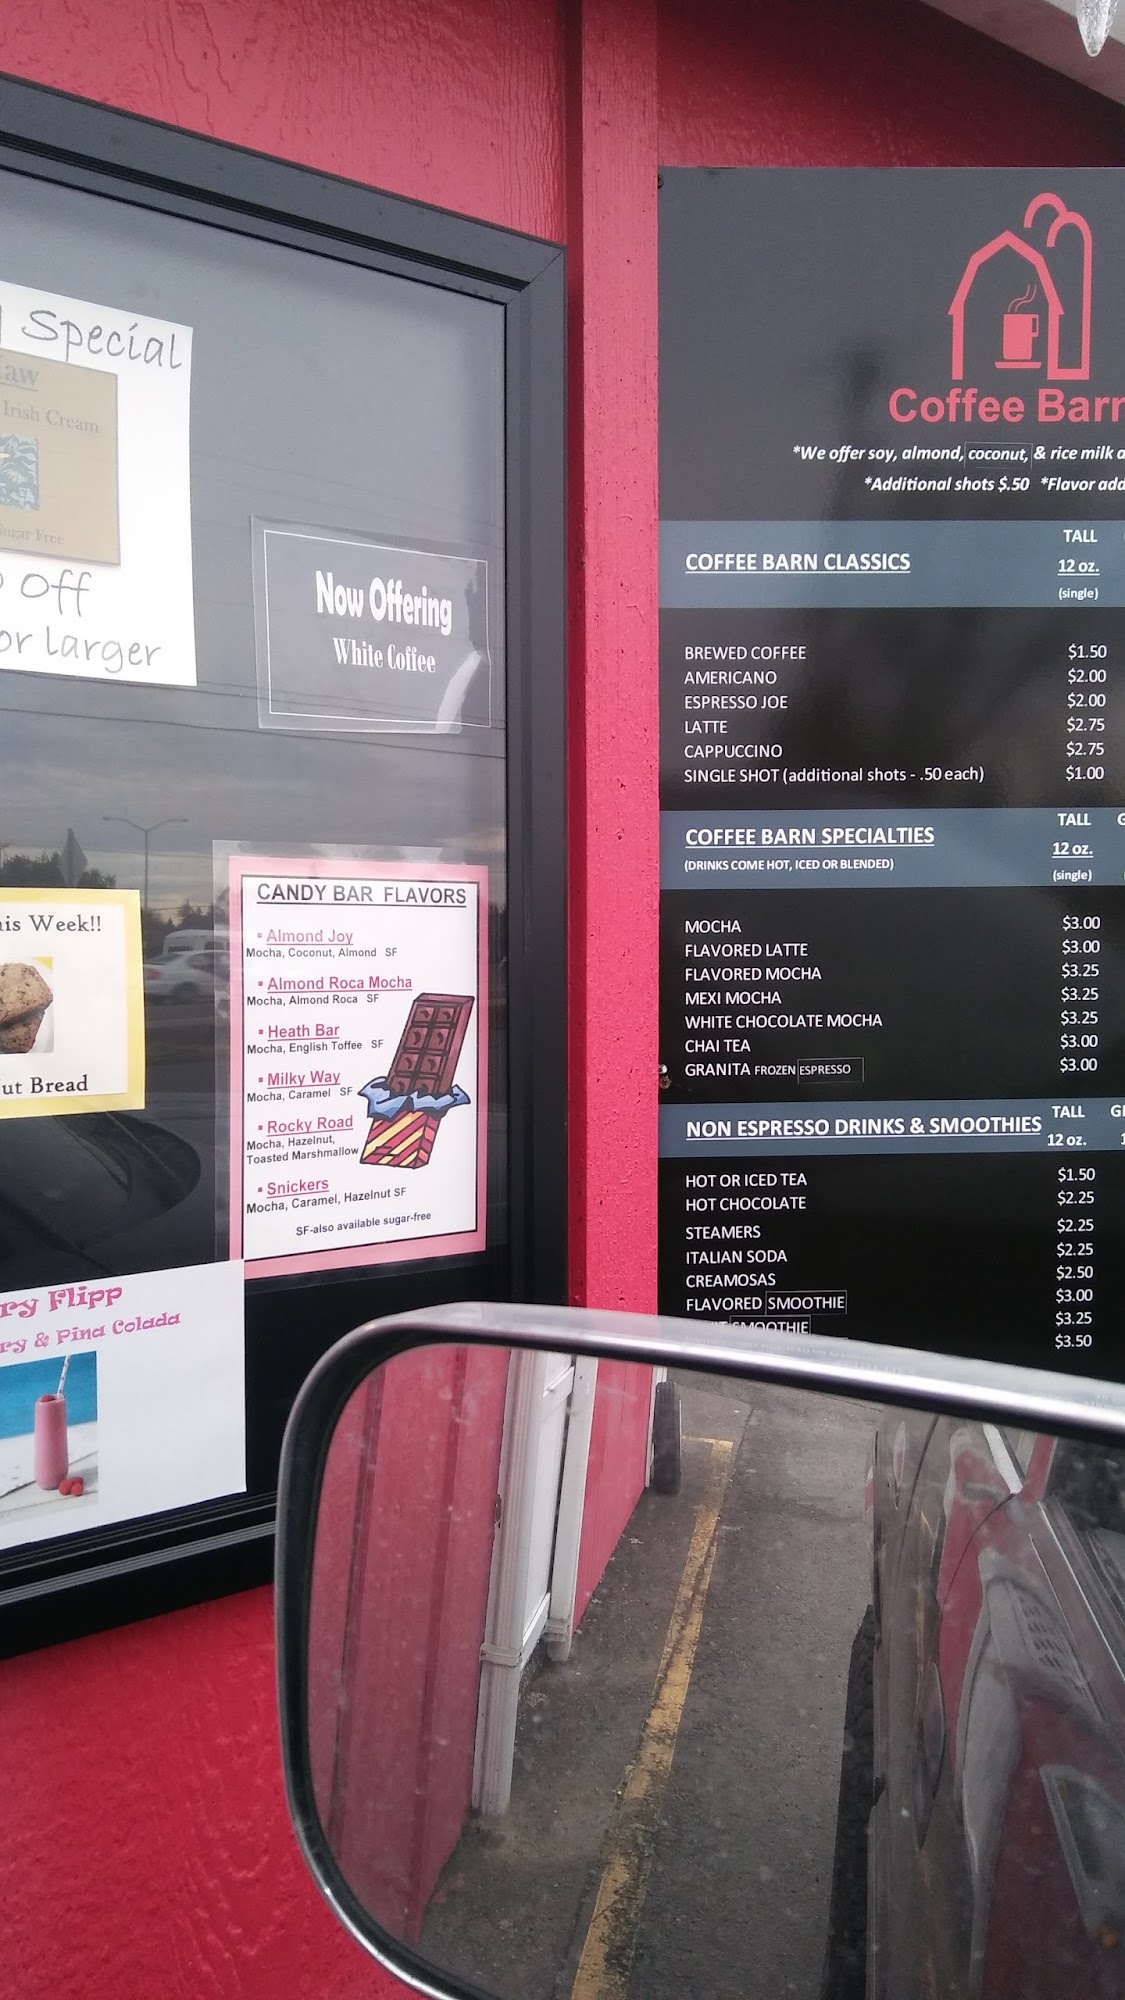 Special
Irish Cream
Sugar Free
Off
or larger
Now Offering
White Coffee
Week!!
Bread
CANDY BAR FLAVORS
▪ Almond Joy
Mocha, Coconut, Almond SF
▪ Almond Roca Mocha
Mocha, Almond Roca SF
▪ Heath Bar
Mocha, English Toffee SF
▪ Milky Way
Mocha, Caramel SF
▪ Rocky Road
Mocha, Hazelnut,
Toasted Marshmallow
▪ Snickers
Mocha, Caramel, Hazelnut SF
SF-also available sugar-free
Flipp
& Pina Colada
Coffee Barn
*We offer soy, almond, coconut, & rice milk
*Additional shots $.50 *Flavor
COFFEE BARN CLASSICS TALL
12 oz.
(single)
BREWED COFFEE $1.50
AMERICANO $2.00
ESPRESSO JOE $2.00
LATTE $2.75
CAPPUCCINO $2.75
SINGLE SHOT (additional shots - .50 each) $1.00
COFFEE BARN SPECIALTIES TALL
(DRINKS COME HOT, ICED OR BLENDED) 12 oz.
(single)
MOCHA $3.00
FLAVORED LATTE $3.00
FLAVORED MOCHA $3.25
MEXI MOCHA $3.25
WHITE CHOCOLATE MOCHA $3.25
CHAI TEA $3.00
GRANITA FROZEN ESPRESSO $3.00
NON ESPRESSO DRINKS & SMOOTHIES TALL
12 oz.
HOT OR ICED TEA $1.50
HOT CHOCOLATE $2.25
STEAMERS $2.25
ITALIAN SODA $2.25
CREAMOSAS $2.50
FLAVORED SMOOTHIE $3.00
SMOOTHIE $3.25
$3.50